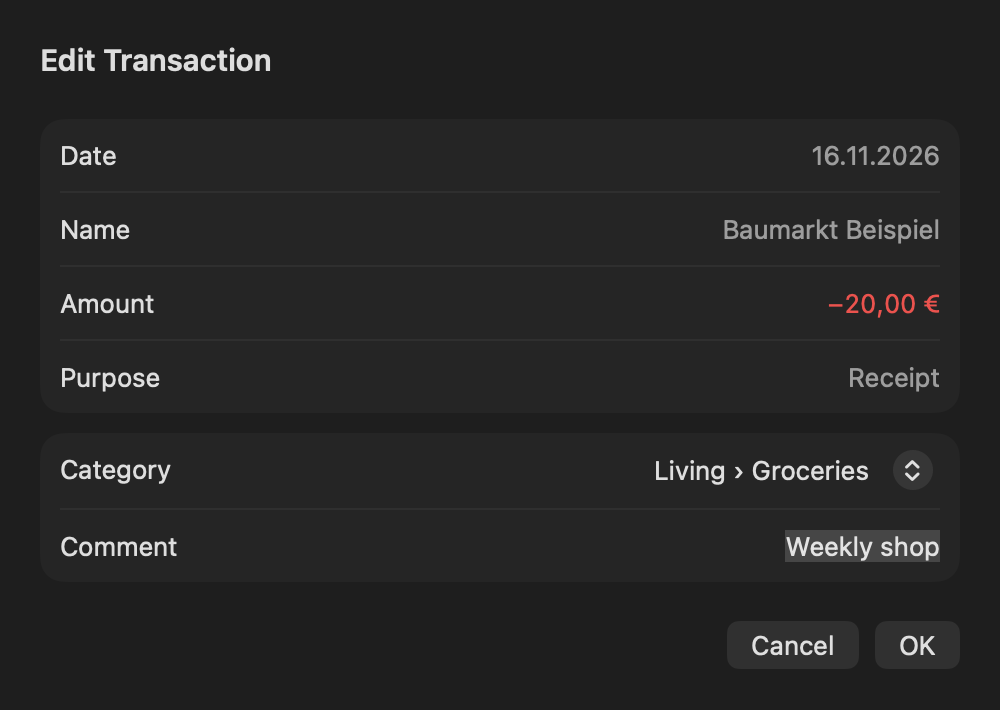 Edit Transaction
Date 16.11.2026
Name Baumarkt Beispiel
Amount −20,00 €
Purpose Receipt
Category Living › Groceries
Comment Weekly shop
Cancel OK